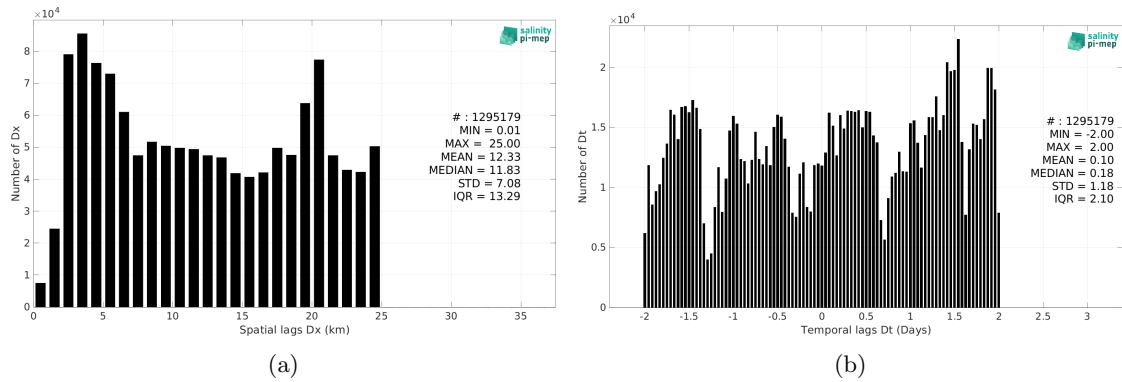 ×10⁴
salinity
pi-mep
9
8
7
6
5
4
3
2
1
0
Number of Dx
# : 1295179
MIN = 0.01
MAX = 25.00
MEAN = 12.33
MEDIAN = 11.83
STD = 7.08
IQR = 13.29
0 5 10 15 20 25 30 35
Spatial lags Dx (km)
(a)
×10⁴
salinity
pi-mep
2
1.5
1
0.5
0
Number of Dt
# : 1295179
MIN = -2.00
MAX = 2.00
MEAN = 0.10
MEDIAN = 0.18
STD = 1.18
IQR = 2.10
-2 -1.5 -1 -0.5 0 0.5 1 1.5 2 2.5 3
Temporal lags Dt (Days)
(b)